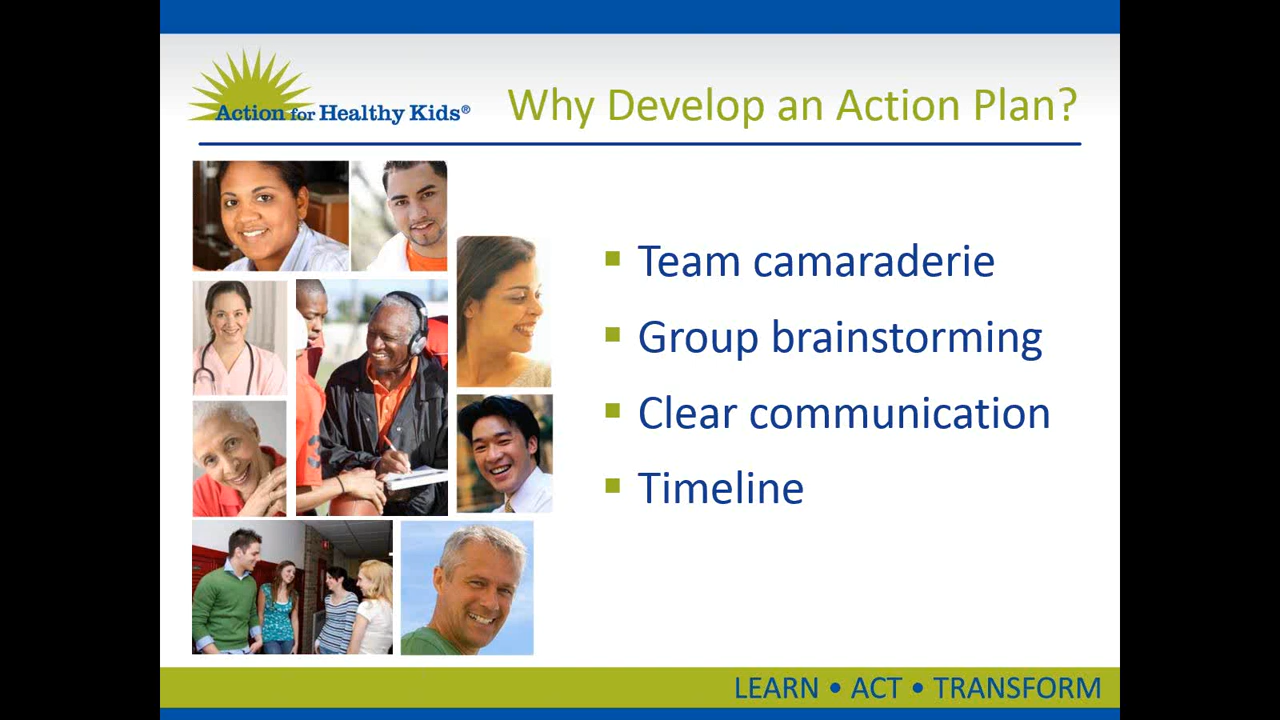 Action for Healthy Kids®
Why Develop an Action Plan?
▪ Team camaraderie
▪ Group brainstorming
▪ Clear communication
▪ Timeline
LEARN • ACT • TRANSFORM